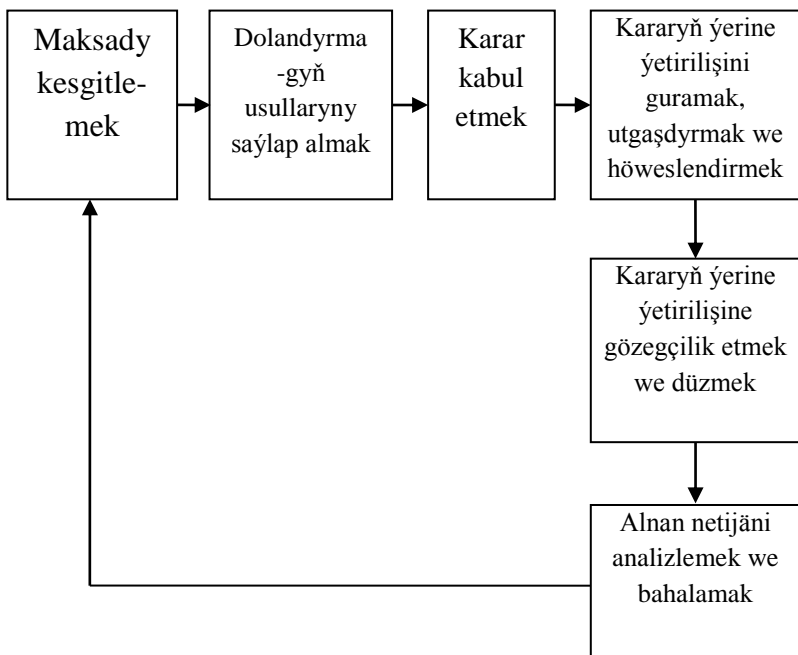 Maksady
kesgitle-
mek
Dolandyrma
-gyň
usullaryny
saýlap almak
Karar
kabul
etmek
Kararyň ýerine
ýetirilişini
guramak,
utgaşdyrmak we
höweslendirmek
Kararyň ýerine
ýetirilişine
gözegçilik etmek
we düzmek
Alnan netijäni
analizlemek we
bahalamak